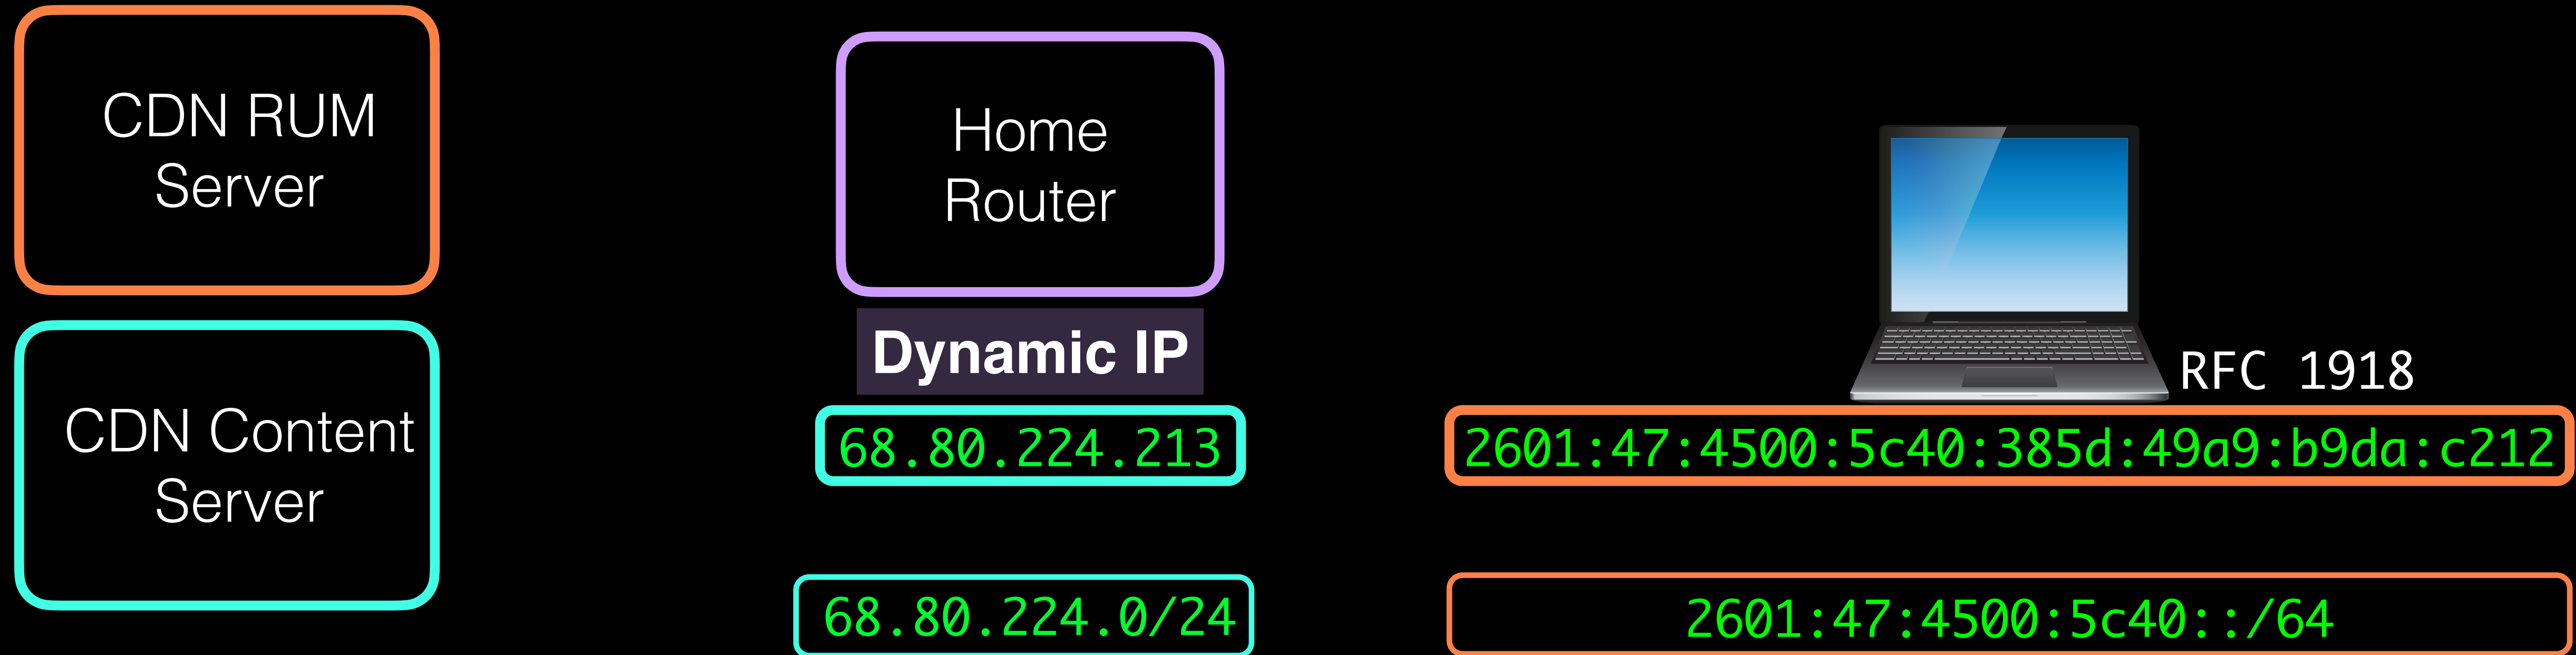 CDN RUM
Server
Home
Router
Dynamic IP
RFC 1918
CDN Content
Server
68.80.224.213
2601:47:4500:5c40:385d:49a9:b9da:c212
68.80.224.0/24
2601:47:4500:5c40::/64